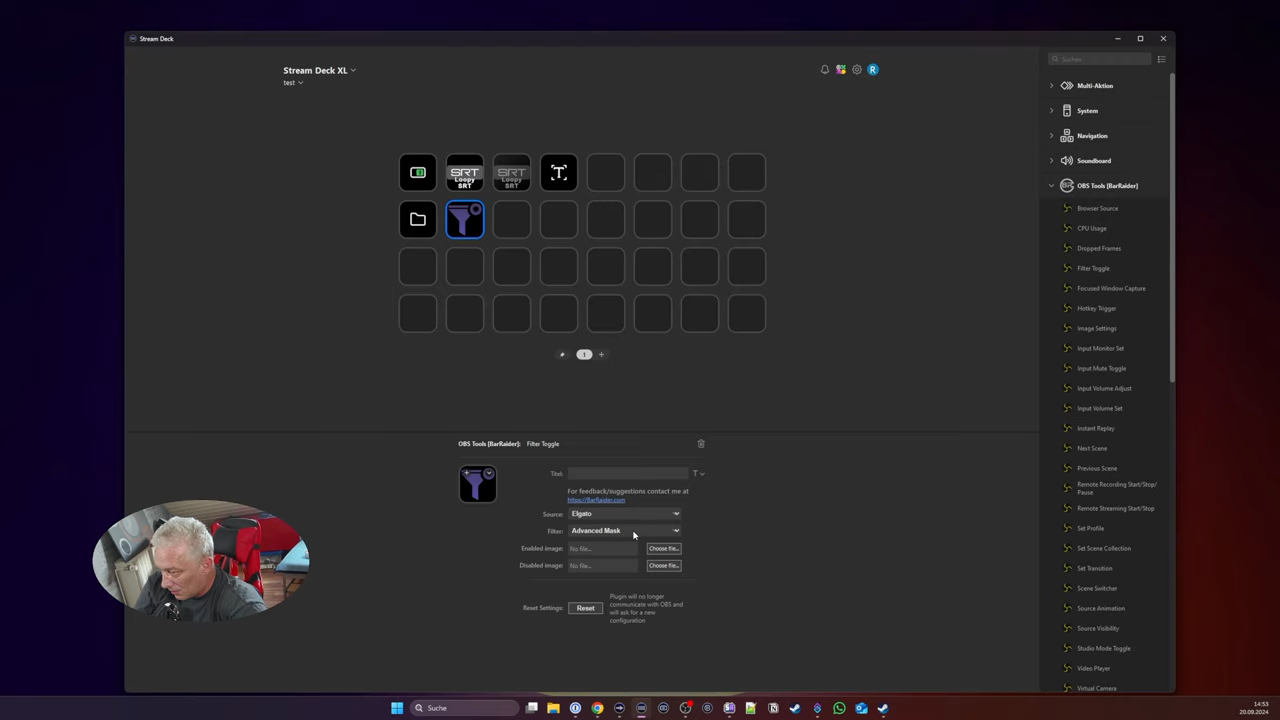 Stream Deck
Stream Deck XL
test
R
SRT
Loopy
SRT
SRT
Loopy
SRT
T
1
OBS Tools [BarRaider]: Filter Toggle
Titel:
T
For feedback/suggestions contact me at
https://BarRaider.com
Source: Elgato
Filter: Advanced Mask
Enabled image: No file... Choose file...
Disabled image: No file... Choose file...
Reset Settings: Reset
Plugin will no longer
communicate with OBS and
will ask for a new
configuration
Suchen
Multi-Aktion
System
Navigation
Soundboard
BR OBS Tools [BarRaider]
Browser Source
CPU Usage
Dropped Frames
Filter Toggle
Focused Window Capture
Hotkey Trigger
Image Settings
Input Monitor Set
Input Mute Toggle
Input Volume Adjust
Input Volume Set
Instant Replay
Next Scene
Previous Scene
Remote Recording Start/Stop/
Pause
Remote Streaming Start/Stop
Set Profile
Set Scene Collection
Set Transition
Scene Switcher
Source Animation
Source Visibility
Studio Mode Toggle
Video Player
Virtual Camera
Suche
14:53
20.09.2024